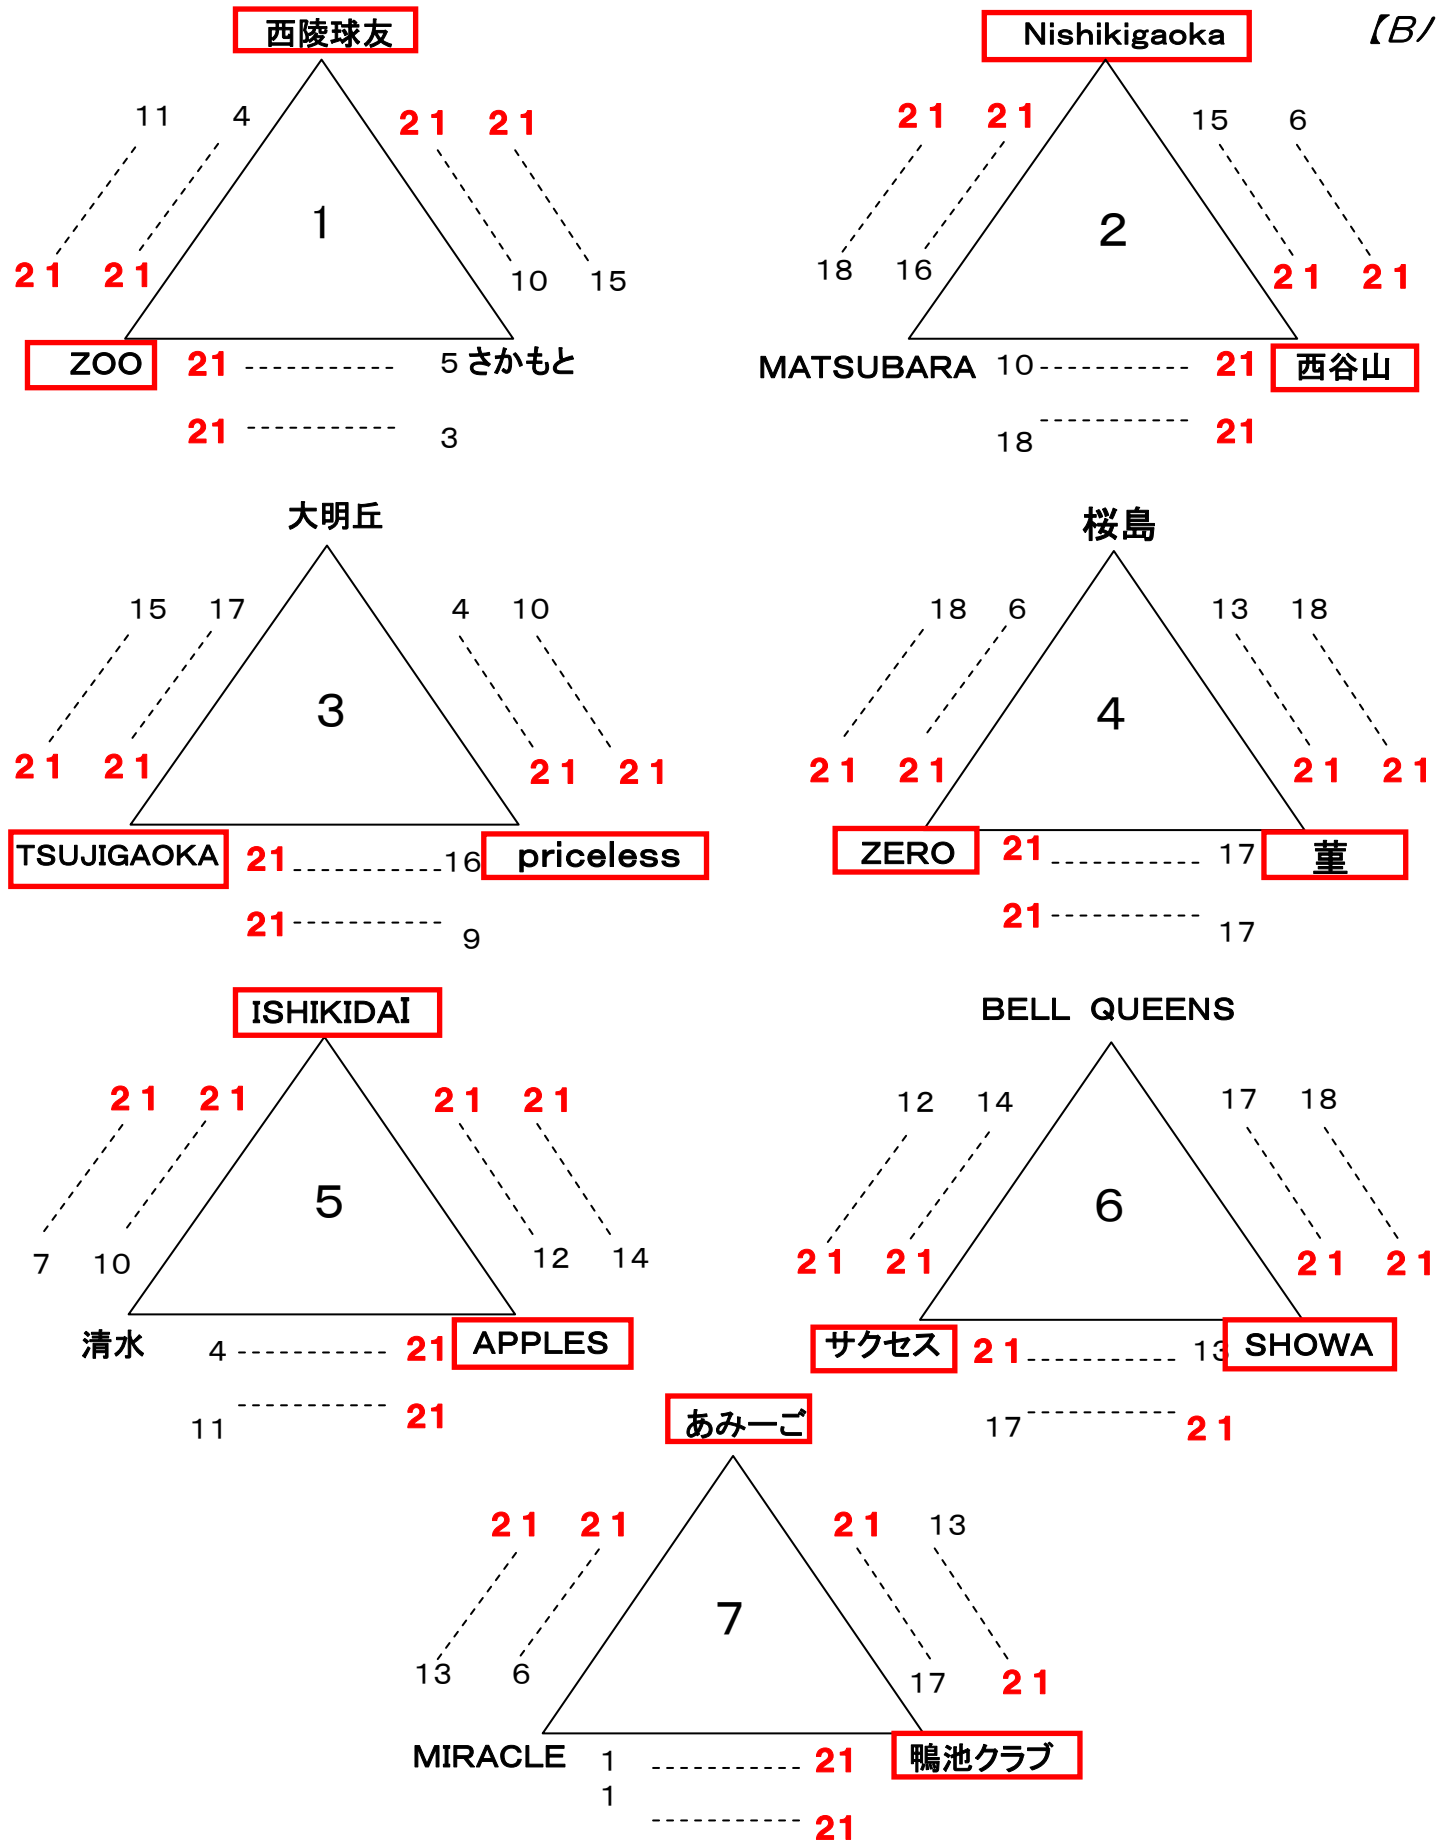 西陵球友 Nishikigaoka 【B
11 4 21 21 21 21 15 6
1 2
21 21 10 15 18 16 21 21
ZOO 21 5 さかもと MATSUBARA 10 21 西谷山
21 3 18 21
大明丘 桜島
15 17 4 10 18 6 13 18
3 4
21 21 21 21 21 21 21 21
TSUJIGAOKA 21 16 priceless ZERO 21 17 菫
21 9 21 17
ISHIKIDAI BELL QUEENS
21 21 21 21 12 14 17 18
5 6
7 10 12 14 21 21 21 21
清水 4 21 APPLES サクセス 21 13 SHOWA
11 21 17 21
あみーご
21 21 21 13
7
13 6 17 21
MIRACLE 1 21 鴨池クラブ
1
21